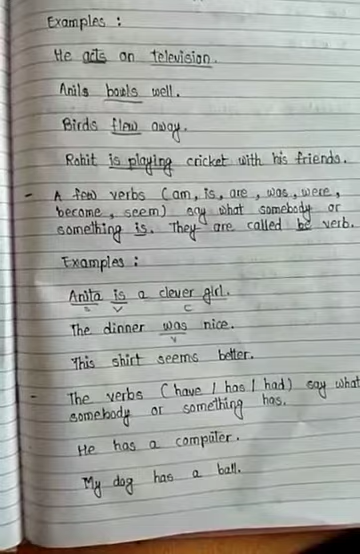 Examples :
He acts on television.
Anils bowls well.
Birds flew away.
Rohit is playing cricket with his friends.
- A few verbs (am, is, are, was, were,
become, seem) say what somebody or
something is. They are called be verb.
Examples :
Anita is a clever girl.
S V C
The dinner was nice.
V
This shirt seems better.
- The verbs (have / has / had) say what
somebody or something has.
He has a computer.
My dog has a ball.